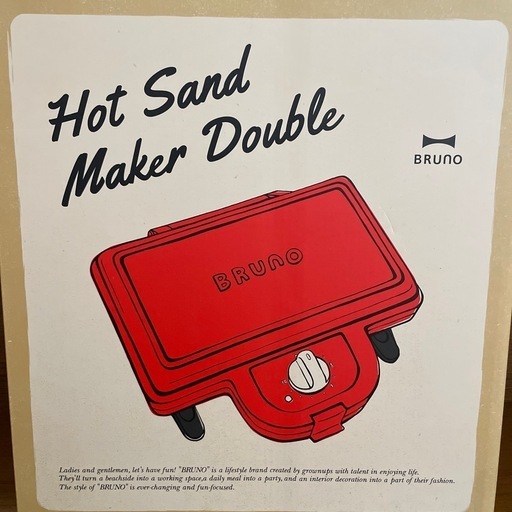 Hot Sand
Maker Double
BRUNO
BRUNO
Ladies and gentlemen, let's have fun! "BRUNO" is a lifestyle brand created by grownups with talent in enjoying life.
They'll turn a beachside into a working space,a daily meal into a party, and an interior decoration into a part of their fashion.
The style of "BRUNO" is ever-changing and fun-focused.